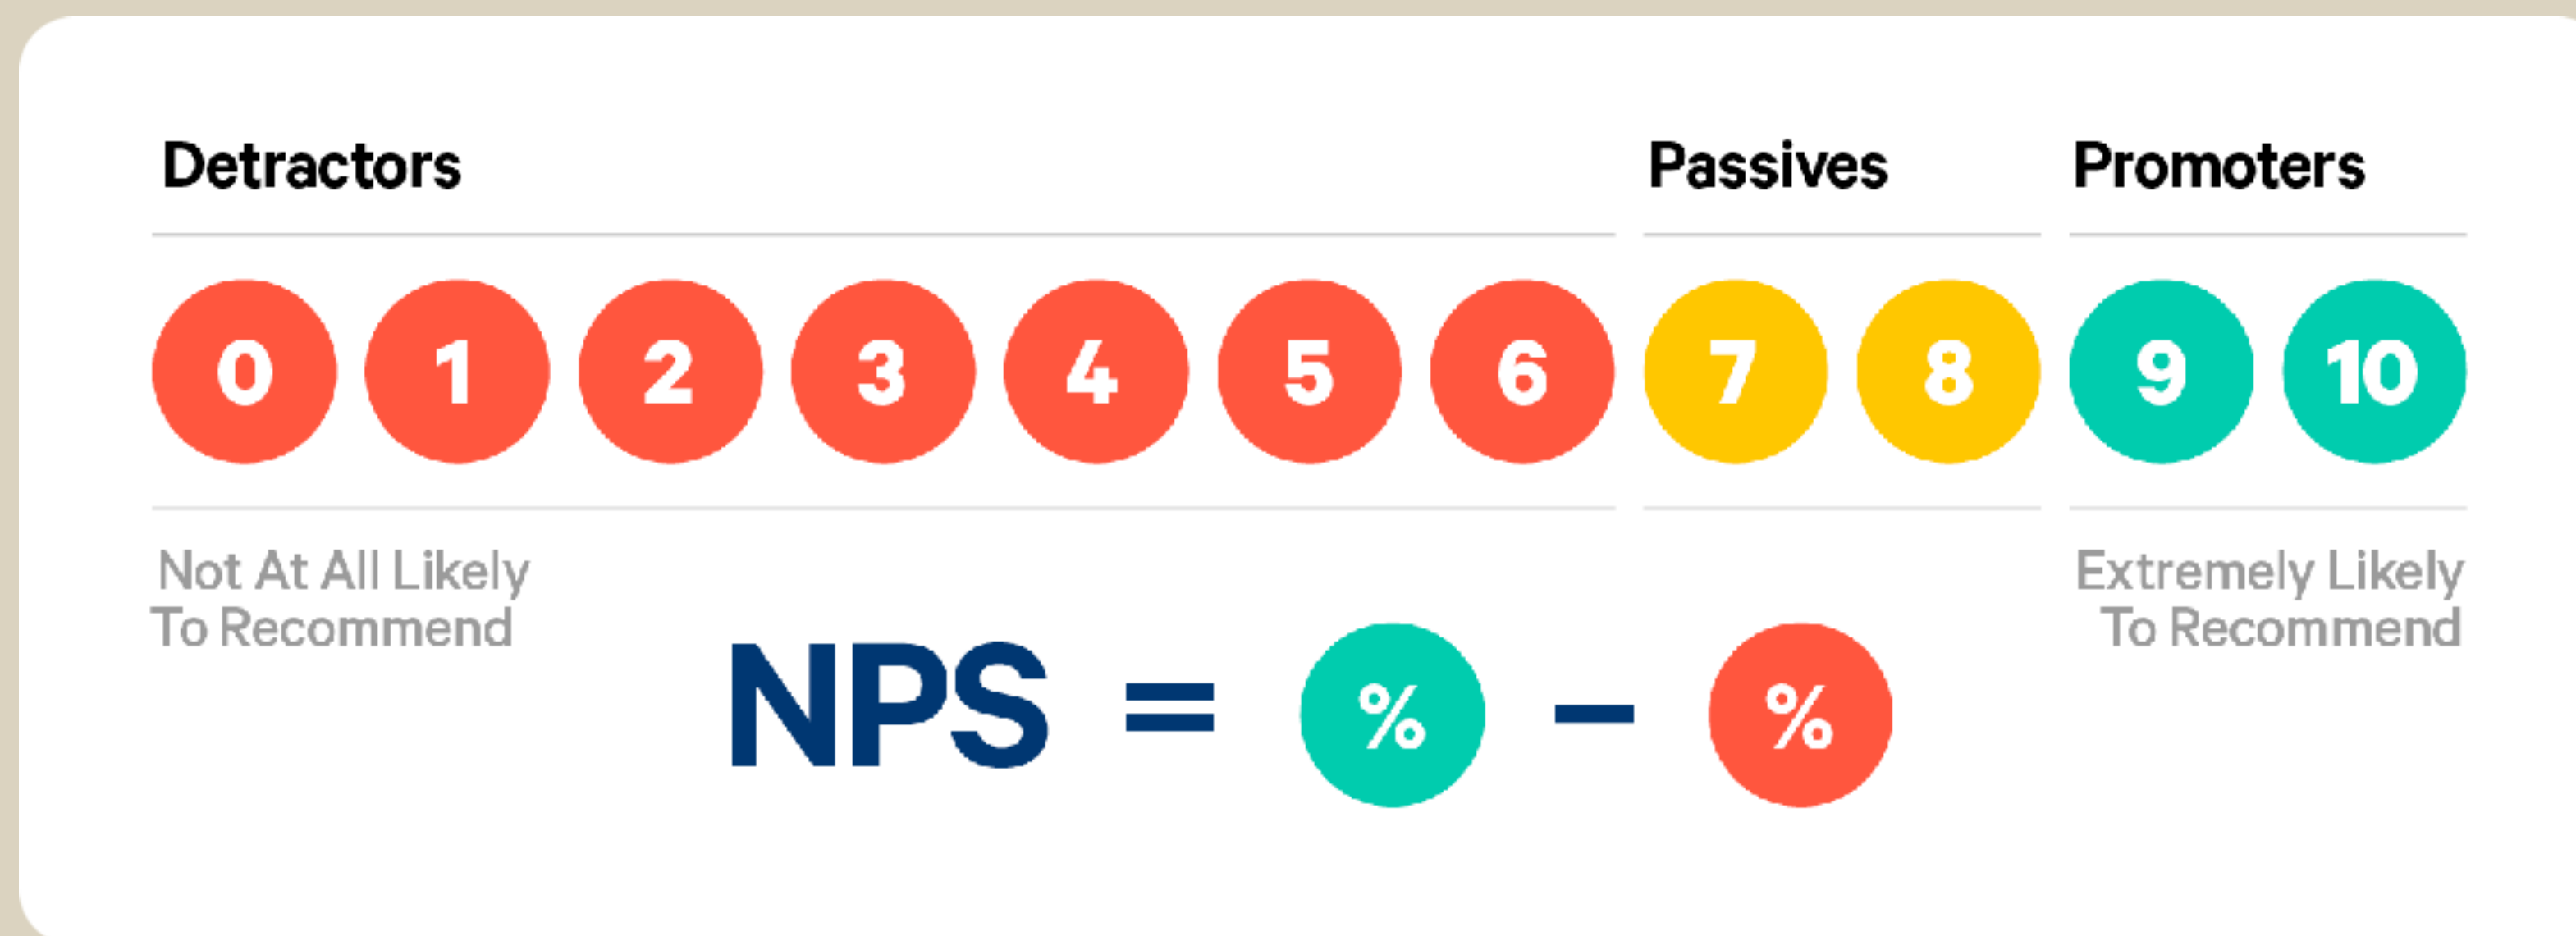 Detractors Passives Promoters
0 1 2 3 4 5 6 7 8 9 10
Not At All Likely
To Recommend
Extremely Likely
To Recommend
NPS = % – %